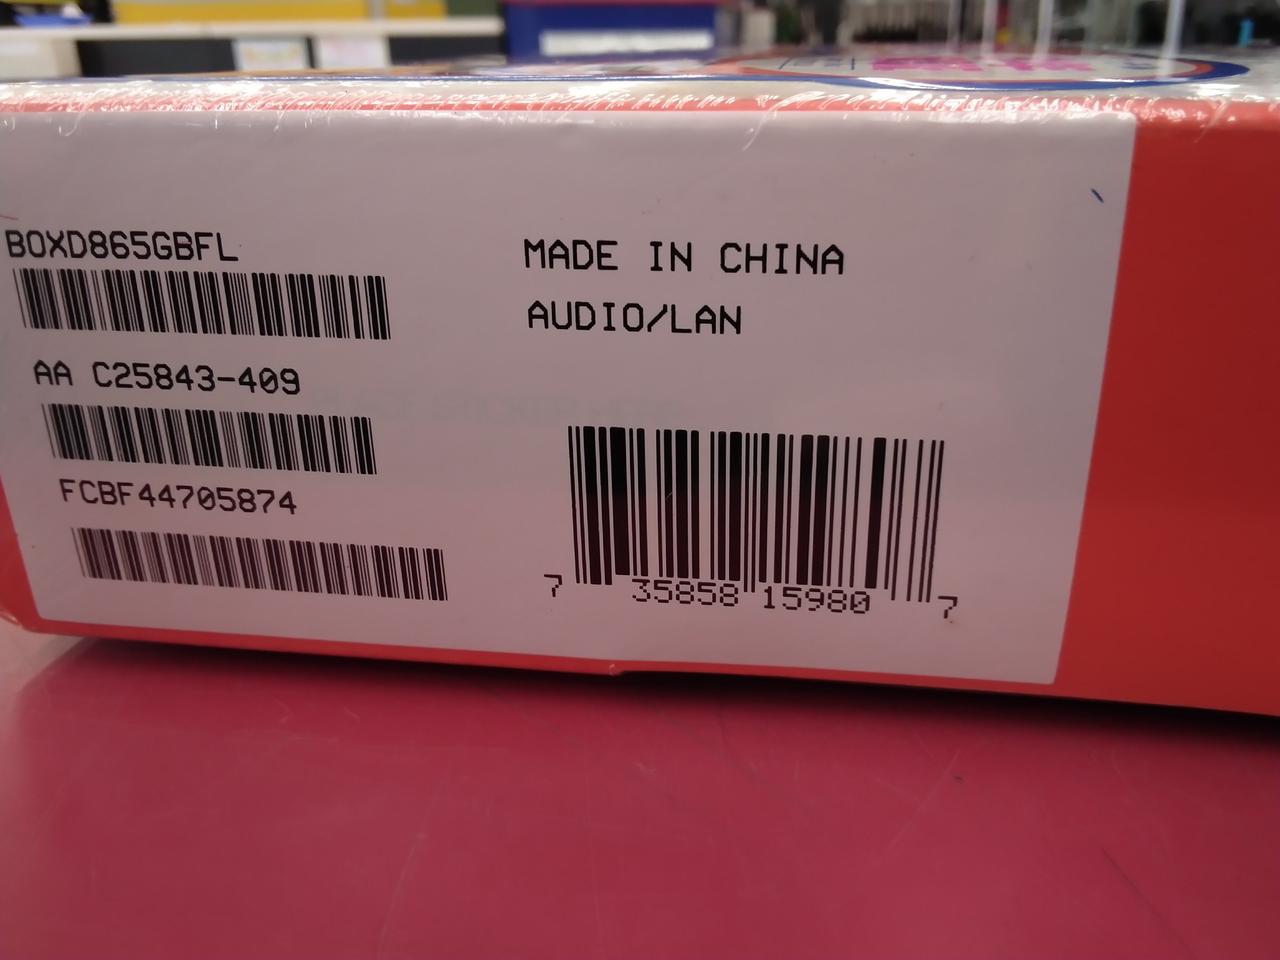 BOXD865GBFL
AA C25843-409
FCBF44705874
MADE IN CHINA
AUDIO/LAN
7 35858 15980 7